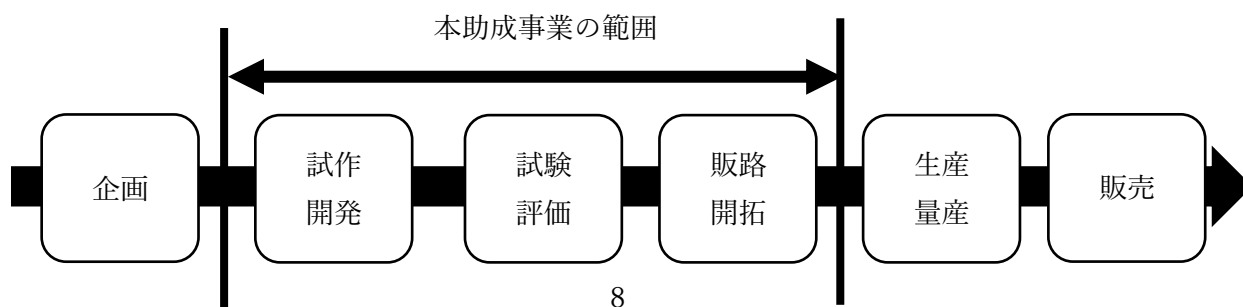 本助成事業の範囲
企画
試作
開発
試験
評価
販路
開拓
生産
量産
販売
8